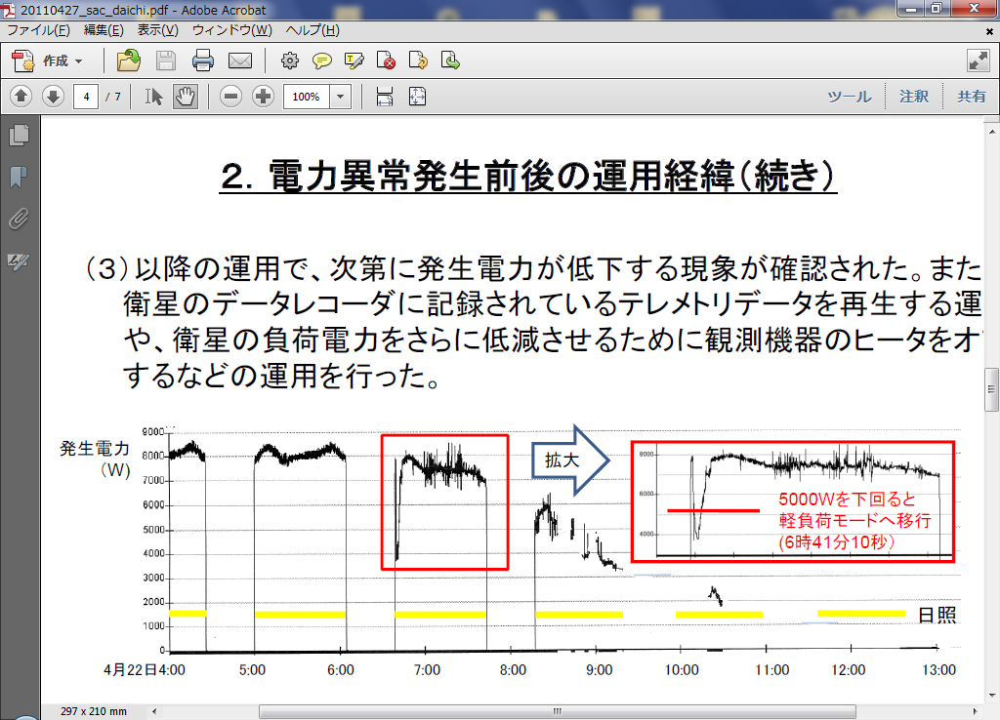 20110427_sac_daichi.pdf - Adobe Acrobat
ファイル(F) 編集(E) 表示(V) ウィンドウ(W) ヘルプ(H)
作成
4 / 7
100%
ツール 注釈 共有
２．電力異常発生前後の運用経緯（続き）
（３）以降の運用で、次第に発生電力が低下する現象が確認された。また
衛星のデータレコーダに記録されているテレメトリデータを再生する運
や、衛星の負荷電力をさらに低減させるために観測機器のヒータをオ
するなどの運用を行った。
発生電力
(W)
9000
8000
7000
6000
5000
4000
3000
2000
1000
0
拡大
8000
6000
4000
5000Wを下回ると
軽負荷モードへ移行
(6時41分10秒)
日照
4月22日4:00 5:00 6:00 7:00 8:00 9:00 10:00 11:00 12:00 13:00
297 x 210 mm